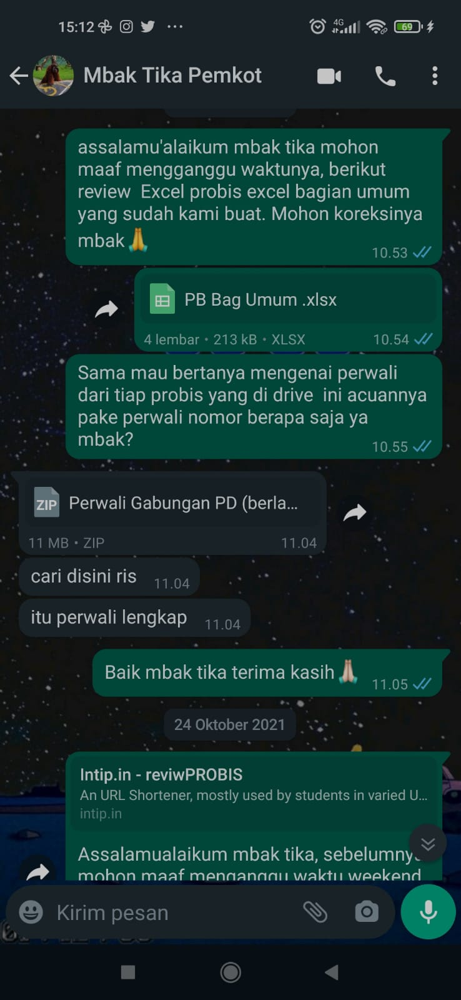 15:12
4G
69
Mbak Tika Pemkot
assalamu'alaikum mbak tika mohon
maaf mengganggu waktunya, berikut
review  Excel probis excel bagian umum
yang sudah kami buat. Mohon koreksinya
mbak🙏
10.53
PB Bag Umum .xlsx
4 lembar • 213 kB • XLSX
10.54
Sama mau bertanya mengenai perwali
dari tiap probis yang di drive  ini acuannya
pake perwali nomor berapa saja ya
mbak?
10.55
ZIP
Perwali Gabungan PD (berla...
11 MB • ZIP
11.04
cari disini ris
11.04
itu perwali lengkap
11.04
Baik mbak tika terima kasih🙏🏻
11.05
24 Oktober 2021
Intip.in - reviwPROBIS
An URL Shortener, mostly used by students in varied U...
intip.in
Assalamualaikum mbak tika, sebelumnya
mohon maaf menganggu waktu weekend
Kirim pesan